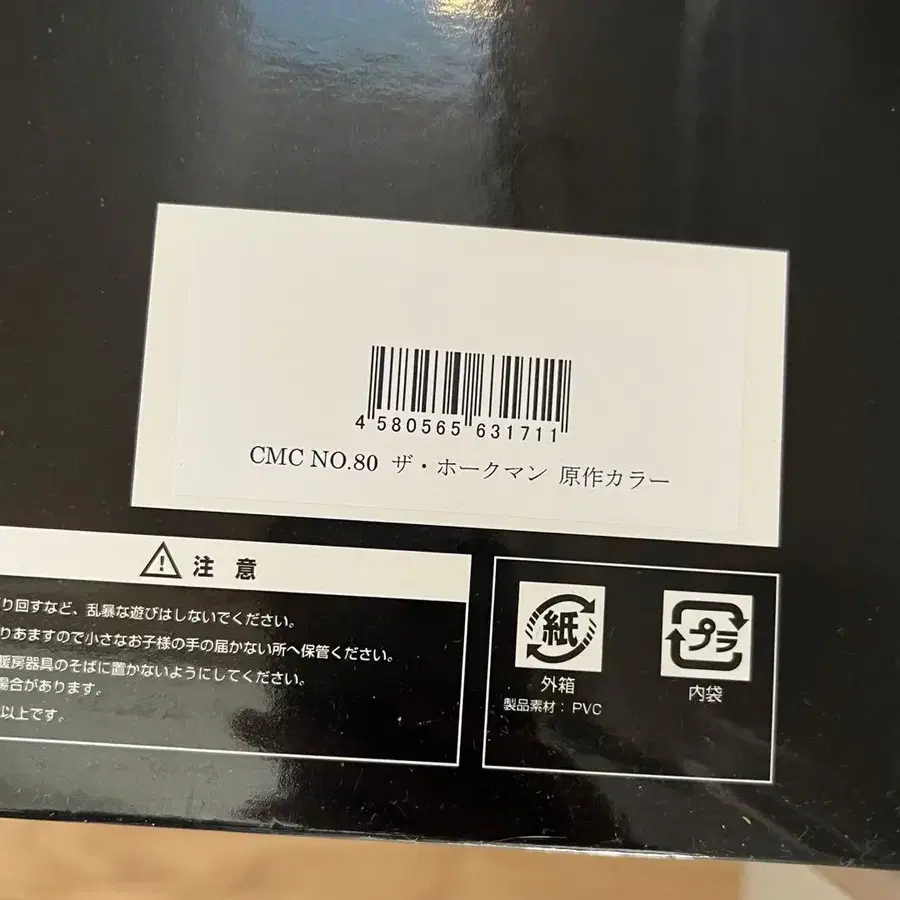 4 580565 631711
CMC NO.80 ザ・ホークマン 原作カラー
注 意
り回すなど、乱暴な遊びはしないでください。
りあますので小さなお子様の手の届かない所へ保管ください。
暖房器具のそばに置かないようにしてください。
場合があります。
以上です。
紙
外箱
製品素材：PVC
プラ
内袋